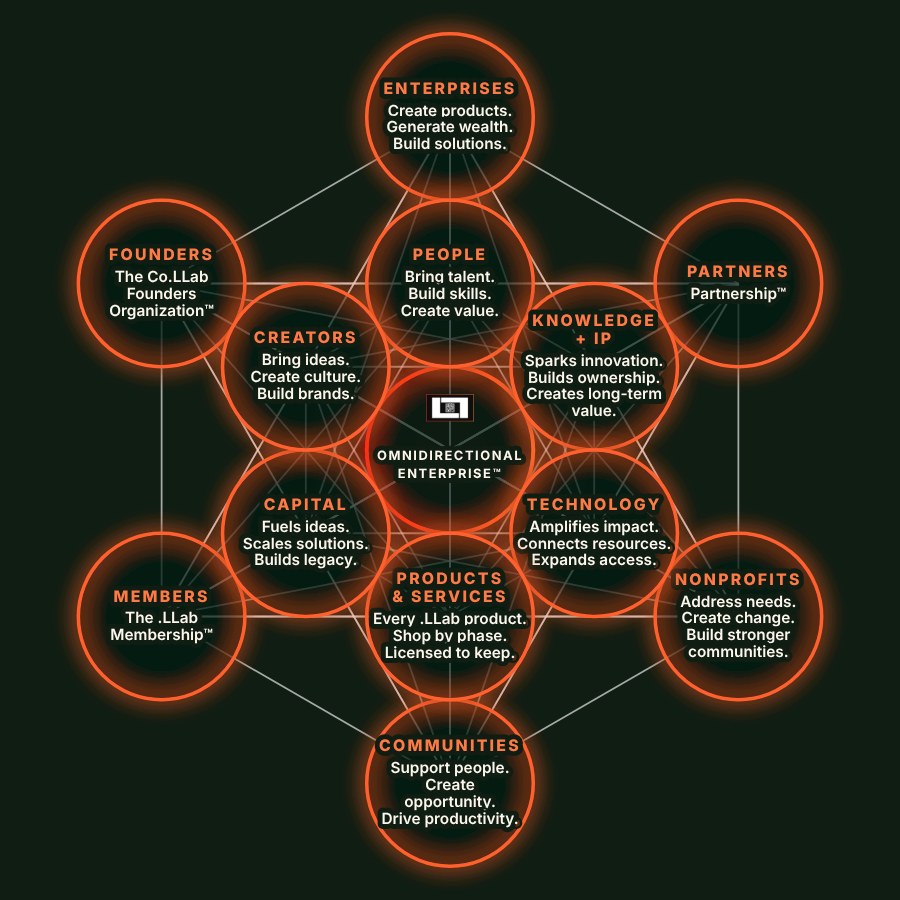 ENTERPRISES
Create products.
Generate wealth.
Build solutions.
FOUNDERS
The Co.LLab
Founders
Organization™
PEOPLE
Bring talent.
Build skills.
Create value.
PARTNERS
Partnership™
CREATORS
Bring ideas.
Create culture.
Build brands.
KNOWLEDGE
+ IP
Sparks innovation.
Builds ownership.
Creates long-term
value.
OMNIDIRECTIONAL
ENTERPRISE™
CAPITAL
Fuels ideas.
Scales solutions.
Builds legacy.
TECHNOLOGY
Amplifies impact.
Connects resources.
Expands access.
MEMBERS
The .LLab
Membership™
PRODUCTS
& SERVICES
Every .LLab product.
Shop by phase.
Licensed to keep.
NONPROFITS
Address needs.
Create change.
Build stronger
communities.
COMMUNITIES
Support people.
Create
opportunity.
Drive productivity.